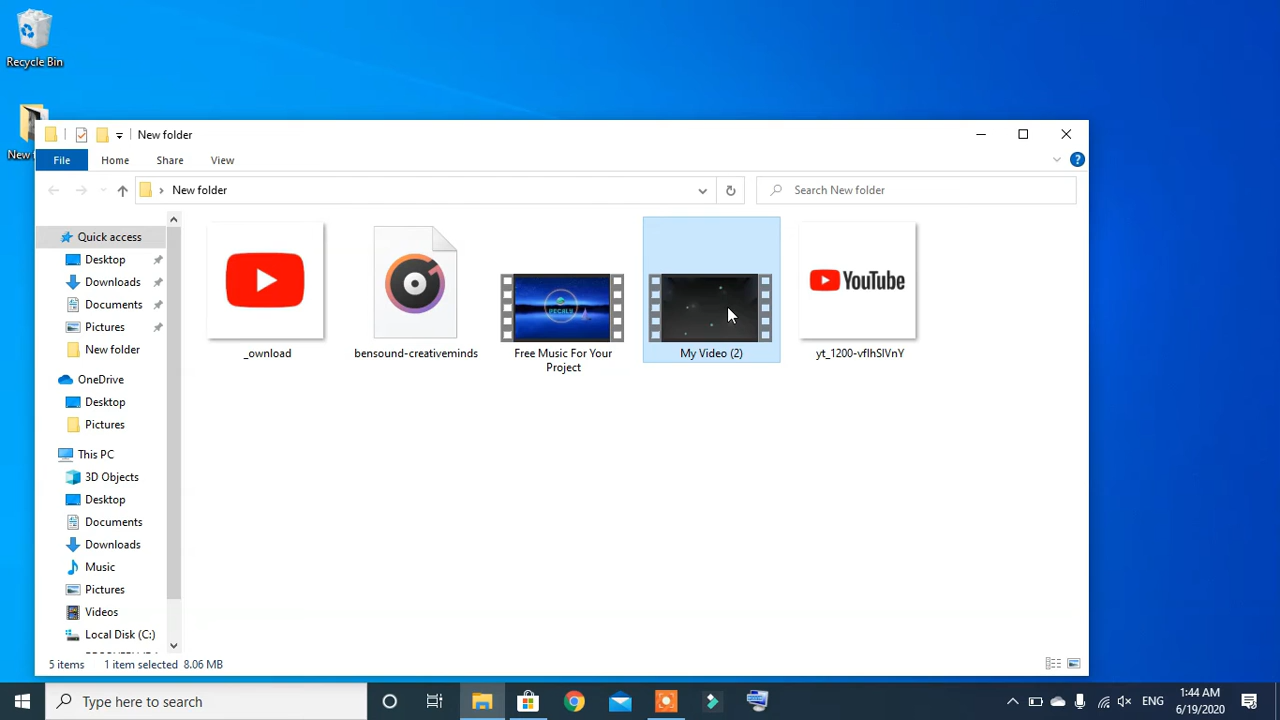 Recycle Bin
New f
New folder
File
Home
Share
View
New folder
Search New folder
Quick access
Desktop
Downloads
Documents
Pictures
New folder
OneDrive
Desktop
Pictures
This PC
3D Objects
Desktop
Documents
Downloads
Music
Pictures
Videos
Local Disk (C:)
_ownload
bensound-creativeminds
Free Music For Your
Project
My Video (2)
YouTube
yt_1200-vflhSIVnY
5 items
1 item selected 8.06 MB
Type here to search
ENG
1:44 AM
6/19/2020